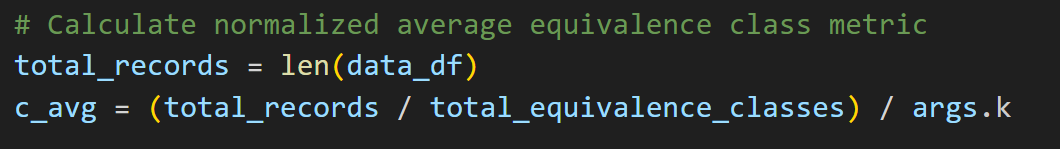 # Calculate normalized average equivalence class metric
total_records = len(data_df)
c_avg = (total_records / total_equivalence_classes) / args.k